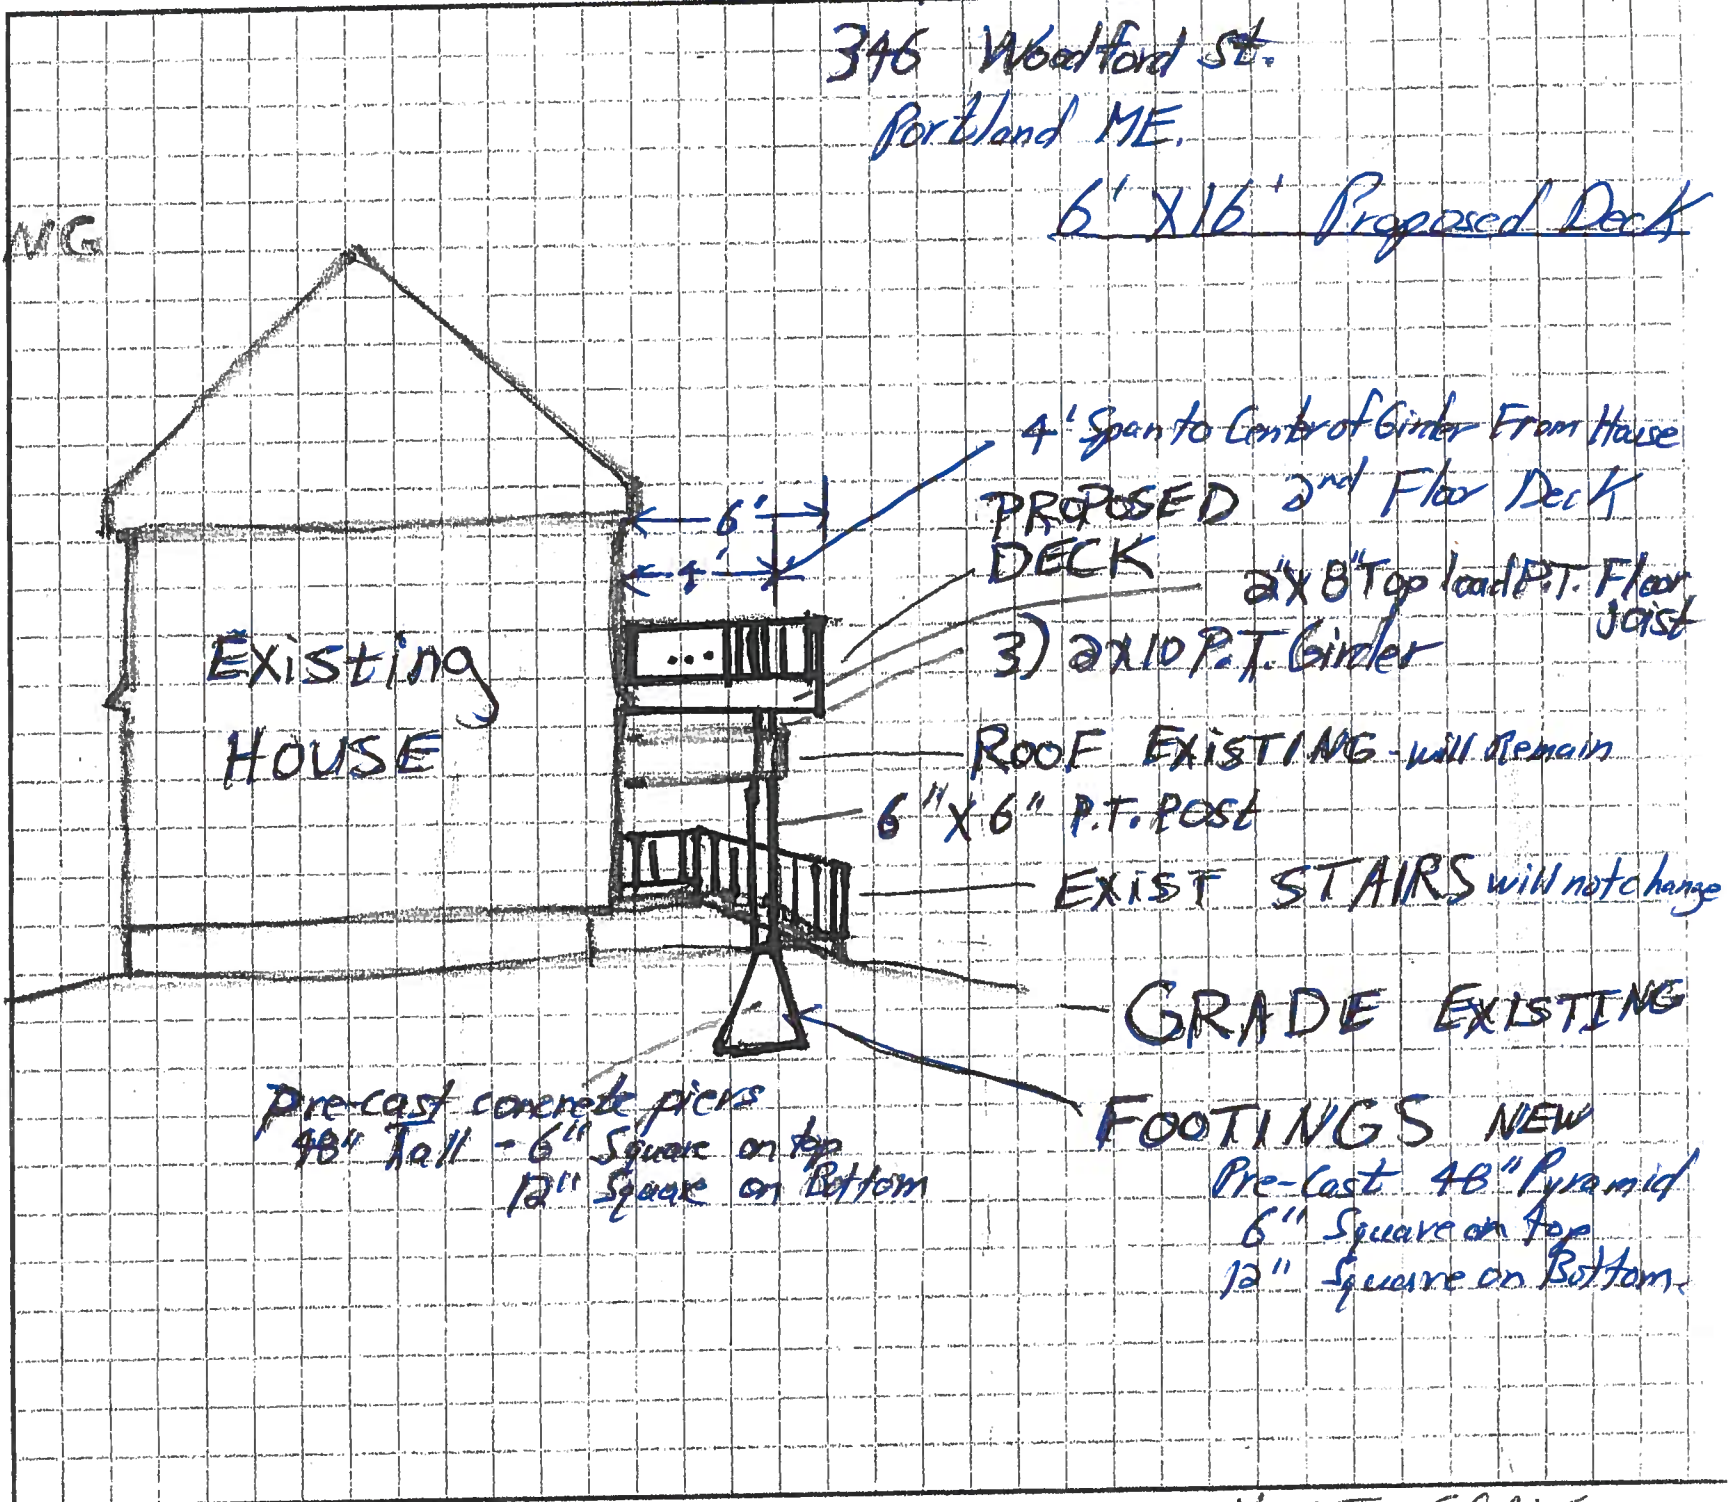 346 Woodford St.
Portland ME.
6' X 16' Proposed Deck
NG
4' Span to Center of Girder From House
6'
PROPOSED 2nd Floor Deck
DECK
4'
2"X8" Top load P.T. Floor
joist
Existing
3) 2x10 P.T. Girder
HOUSE
ROOF EXISTING - will Remain
6"X6" P.T. Post
EXIST STAIRS will not change
GRADE EXISTING
Pre-cast concrete piers
48" Tall - 6" Square on top
12" Square on Bottom
FOOTINGS NEW
Pre-Cast 48" Pyramid
6" Square on top
12" Square on Bottom.